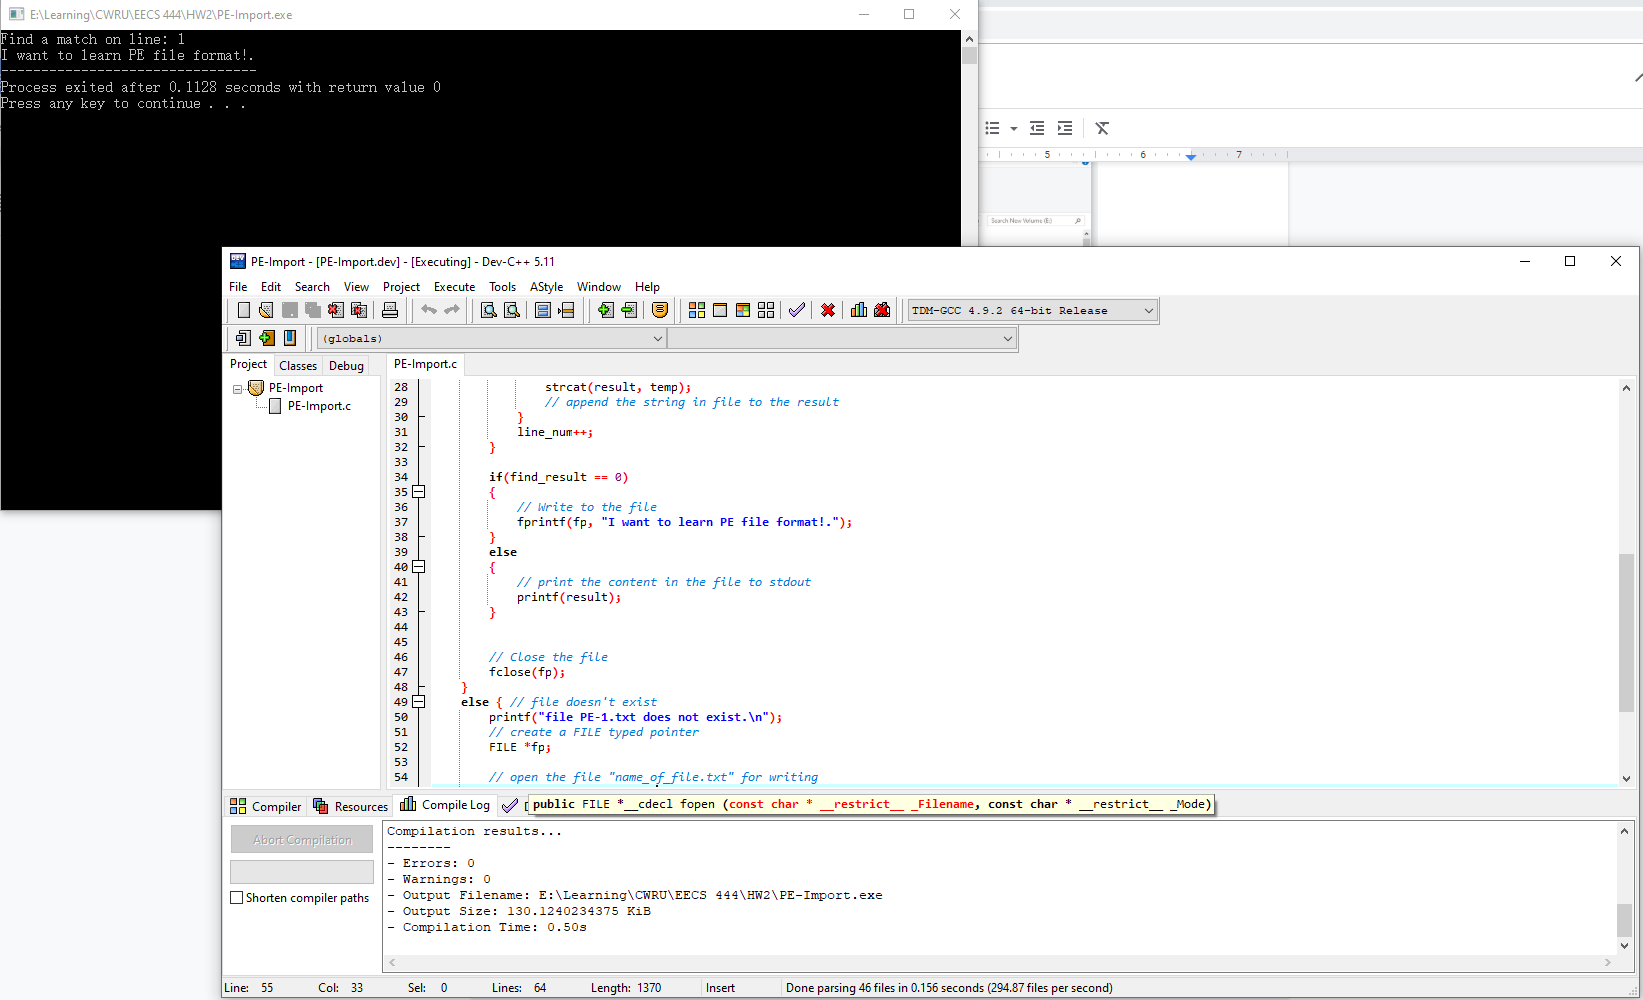 E:\Learning\CWRU\EECS 444\HW2\PE-Import.exe
Find a match on line: 1
I want to learn PE file format!.
--------------------------------
Process exited after 0.1128 seconds with return value 0
Press any key to continue . . .
5 6 7
Search New Volume (E:)
PE-Import - [PE-Import.dev] - [Executing] - Dev-C++ 5.11
File Edit Search View Project Execute Tools AStyle Window Help
TDM-GCC 4.9.2 64-bit Release
(globals)
Project Classes Debug
PE-Import
PE-Import.c
PE-Import.c
28 strcat(result, temp);
29 // append the string in file to the result
30 }
31 line_num++;
32 }
33
34 if(find_result == 0)
35 {
36 // Write to the file
37 fprintf(fp, "I want to learn PE file format!.");
38 }
39 else
40 {
41 // print the content in the file to stdout
42 printf(result);
43 }
44
45
46 // Close the file
47 fclose(fp);
48 }
49 else { // file doesn't exist
50 printf("file PE-1.txt does not exist.\n");
51 // create a FILE typed pointer
52 FILE *fp;
53
54 // open the file "name_of_file.txt" for writing
public FILE *__cdecl fopen (const char * __restrict__ _Filename, const char * __restrict__ _Mode)
Compiler Resources Compile Log
Abort Compilation
Shorten compiler paths
Compilation results...
--------
- Errors: 0
- Warnings: 0
- Output Filename: E:\Learning\CWRU\EECS 444\HW2\PE-Import.exe
- Output Size: 130.1240234375 KiB
- Compilation Time: 0.50s
Line: 55 Col: 33 Sel: 0 Lines: 64 Length: 1370 Insert Done parsing 46 files in 0.156 seconds (294.87 files per second)